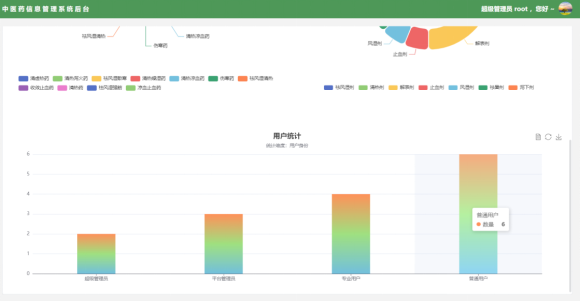 中医药信息管理系统后台
超级管理员 root ，您好 ~
祛风湿清热
伤寒药
清热凉血药
风湿剂
止血剂
解表剂
清虚热药 清热泻火药 祛风湿散寒 清热燥湿药 清热凉血药 伤寒药 祛风湿清热
收敛止血药 清热药 祛风湿强筋 凉血止血药
祛风湿剂 清热剂 解表剂 止血剂 风湿剂 祛暑剂 泻下剂
用户统计
统计维度：用户身份
6
5
4
3
2
1
0
普通用户
数量 6
超级管理员 平台管理员 专业用户 普通用户